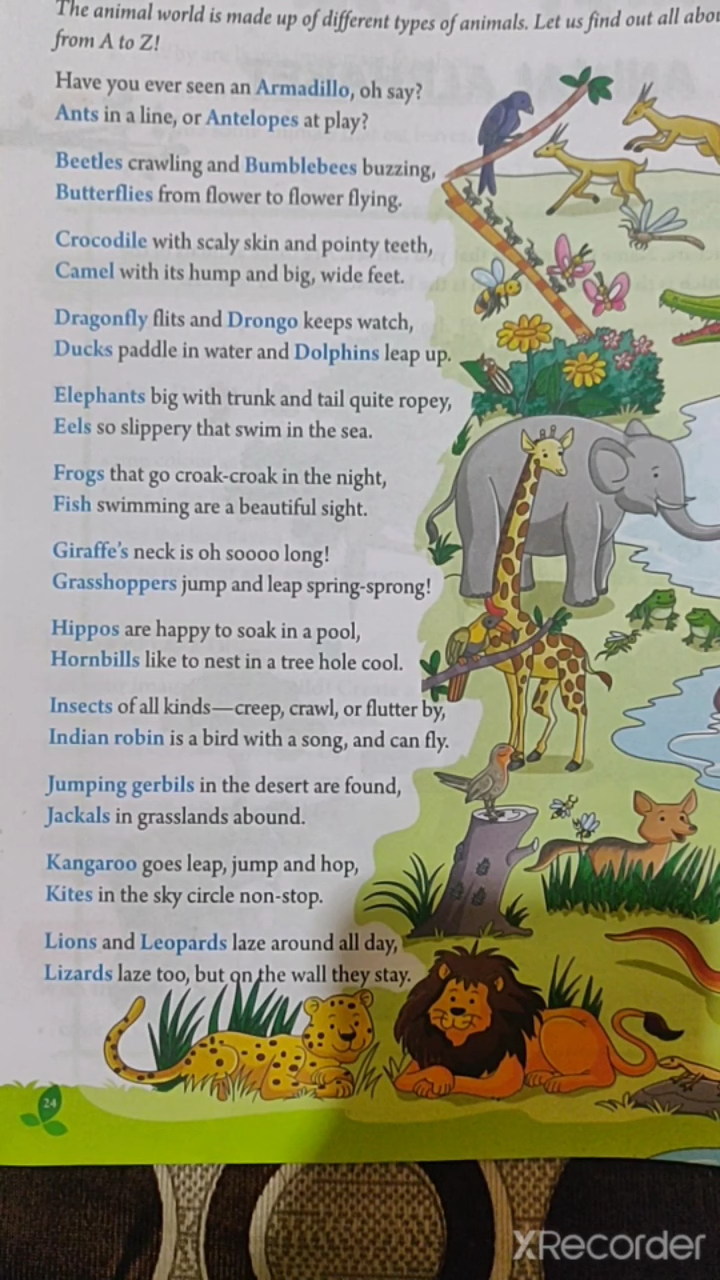 The animal world is made up of different types of animals. Let us find out all
from A to Z!
Have you ever seen an Armadillo, oh say?
Ants in a line, or Antelopes at play?
Beetles crawling and Bumblebees buzzing,
Butterflies from flower to flower flying.
Crocodile with scaly skin and pointy teeth,
Camel with its hump and big, wide feet.
Dragonfly flits and Drongo keeps watch,
Ducks paddle in water and Dolphins leap up.
Elephants big with trunk and tail quite ropey,
Eels so slippery that swim in the sea.
Frogs that go croak-croak in the night,
Fish swimming are a beautiful sight.
Giraffe's neck is oh soooo long!
Grasshoppers jump and leap spring-sprong!
Hippos are happy to soak in a pool,
Hornbills like to nest in a tree hole cool.
Insects of all kinds—creep, crawl, or flutter by,
Indian robin is a bird with a song, and can fly.
Jumping gerbils in the desert are found,
Jackals in grasslands abound.
Kangaroo goes leap, jump and hop,
Kites in the sky circle non-stop.
Lions and Leopards laze around all day,
Lizards laze too, but on the wall they stay.
24
XRecorder